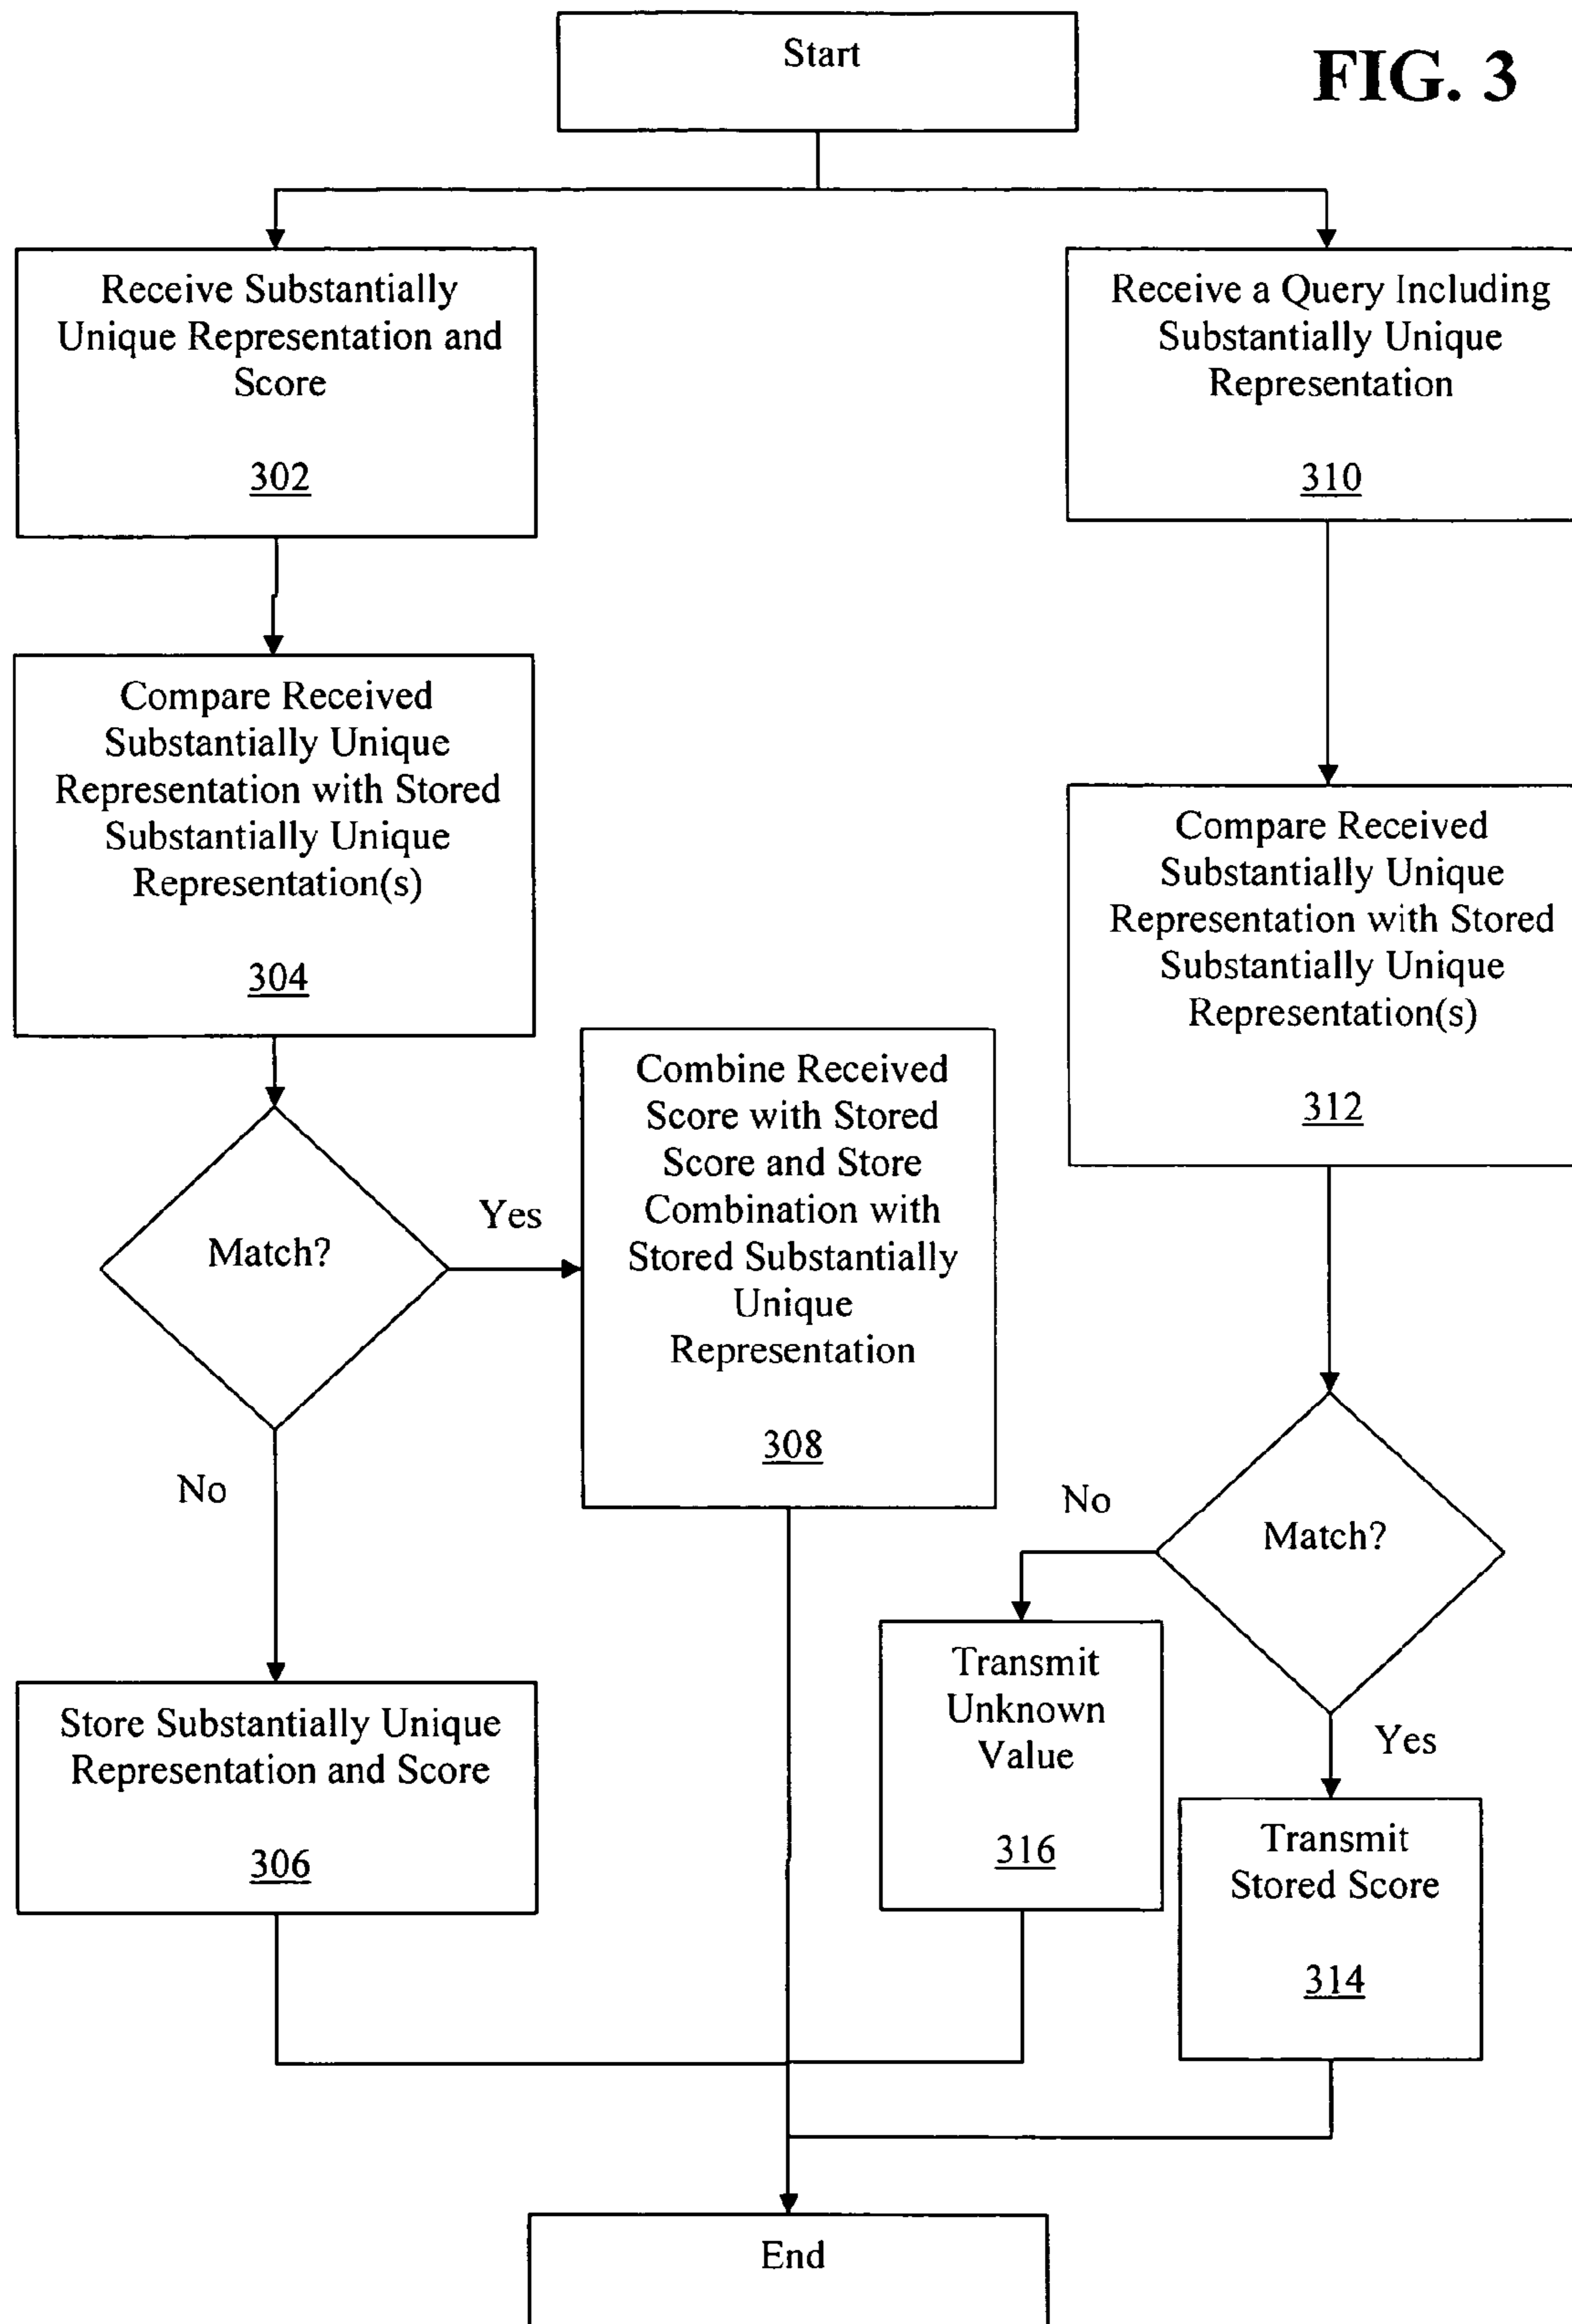 Start
FIG. 3
Receive Substantially
Unique Representation and
Score
302
Receive a Query Including
Substantially Unique
Representation
310
Compare Received
Substantially Unique
Representation with Stored
Substantially Unique
Representation(s)
304
Compare Received
Substantially Unique
Representation with Stored
Substantially Unique
Representation(s)
312
Match?
Yes
Combine Received
Score with Stored
Score and Store
Combination with
Stored Substantially
Unique
Representation
308
No
Store Substantially Unique
Representation and Score
306
Match?
No
Transmit
Unknown
Value
316
Yes
Transmit
Stored Score
314
End